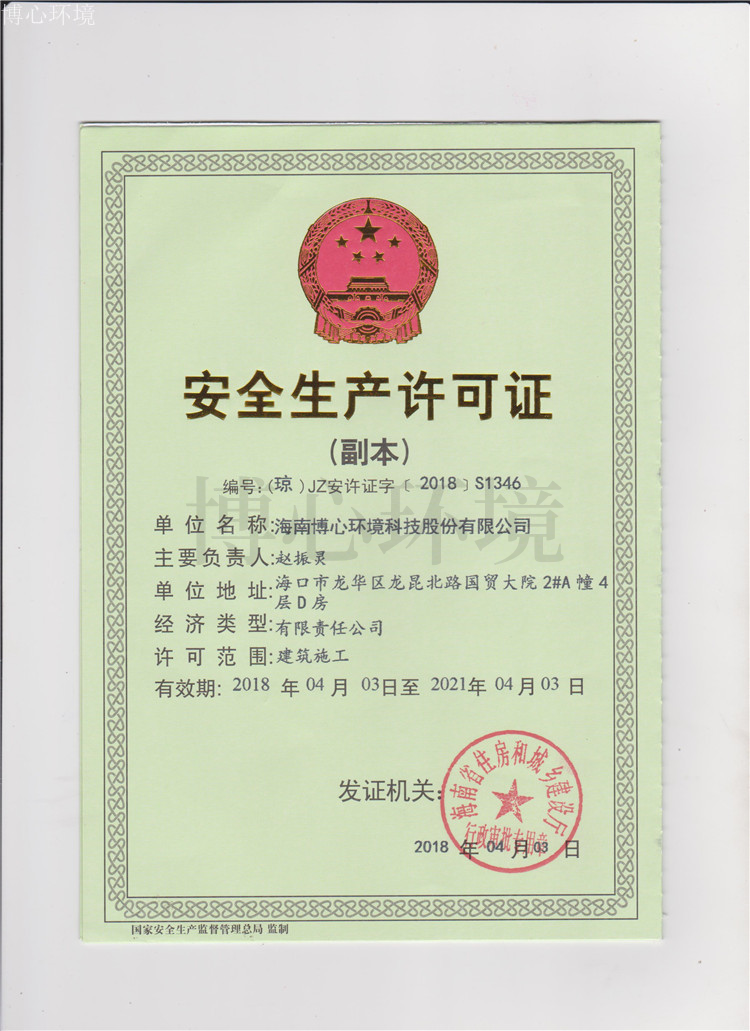 博心环境
安全生产许可证
(副本)
编号:(琼)JZ安许证字〔2018〕S1346
博心环境
单位名称:海南博心环境科技股份有限公司
主要负责人:赵振灵
单位地址:海口市龙华区龙昆北路国贸大院2#A幢4
层D房
经济类型:有限责任公司
许可范围:建筑施工
有效期:2018年04月03日至2021年04月03日
发证机关:
海南省住房和城乡建设厅
行政审批专用章
2018年04月03日
国家安全生产监督管理总局 监制